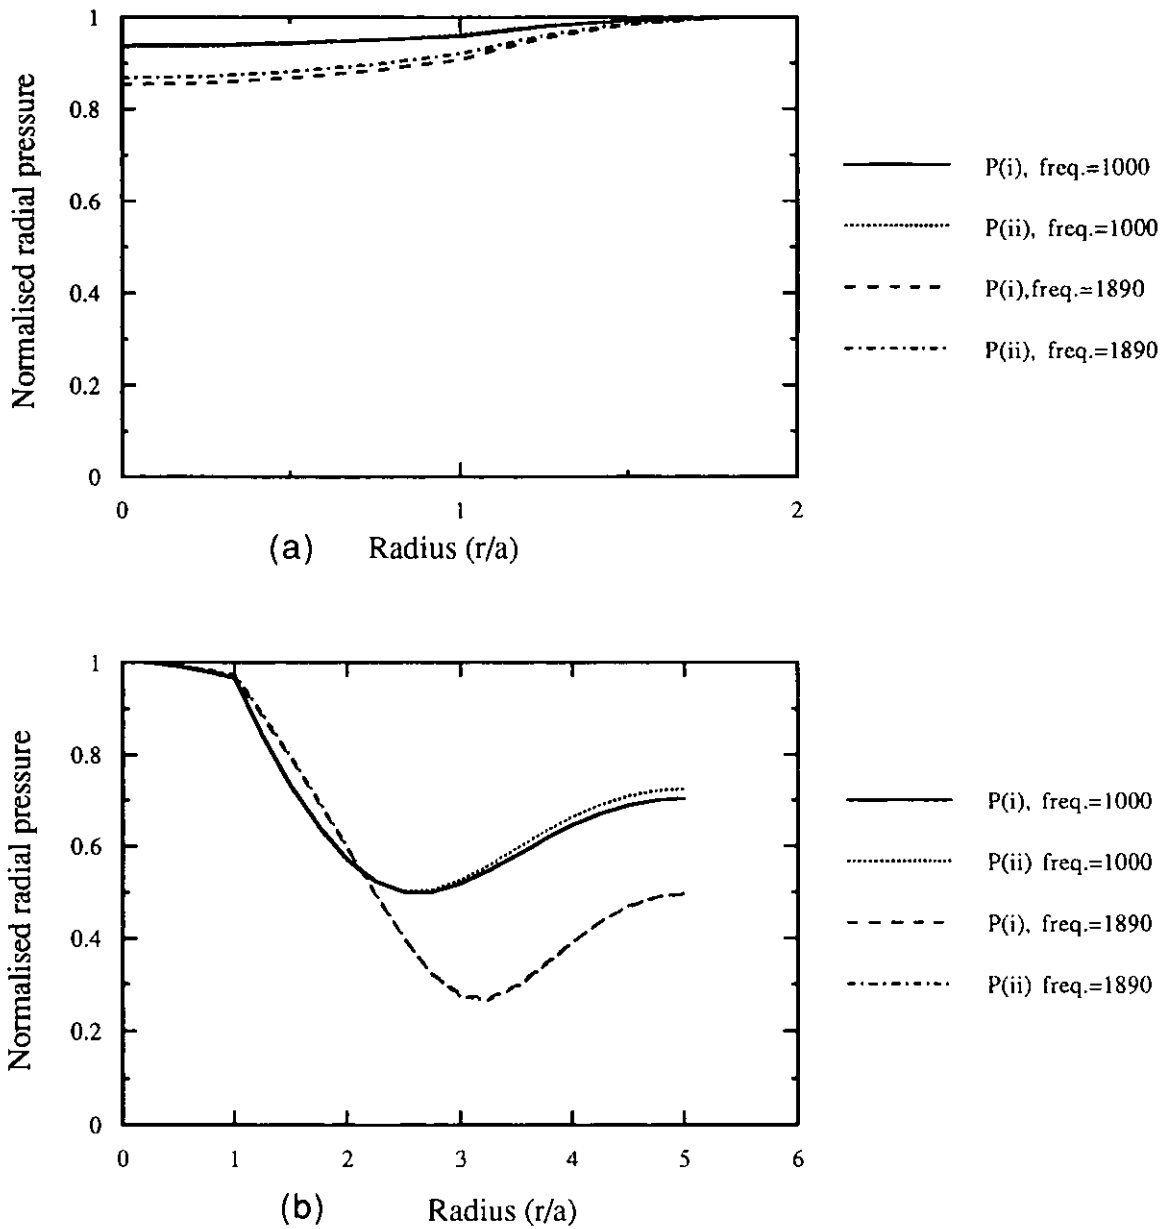 Normalised radial pressure
1
0.8
0.6
0.4
0.2
0
0
1
2
(a) Radius (r/a)
P(i), freq.=1000
P(ii), freq.=1000
P(i),freq.=1890
P(ii), freq.=1890
Normalised radial pressure
1
0.8
0.6
0.4
0.2
0
0
1
2
3
4
5
6
(b) Radius (r/a)
P(i), freq.=1000
P(ii) freq.=1000
P(i), freq.=1890
P(ii) freq.=1890